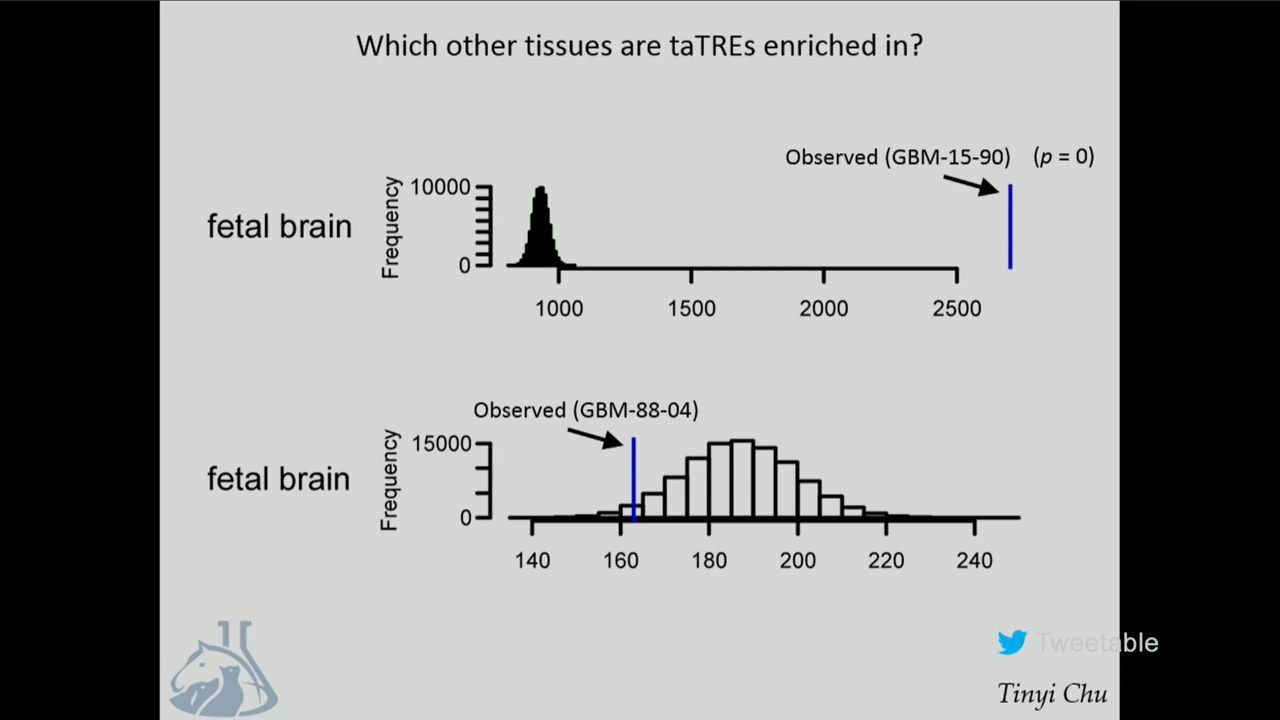 Which other tissues are taTREs enriched in?
Observed (GBM-15-90) (p = 0)
fetal brain
Frequency
10000
0
1000 1500 2000 2500
Observed (GBM-88-04)
fetal brain
Frequency
15000
0
140 160 180 200 220 240
Tweetable
Tinyi Chu